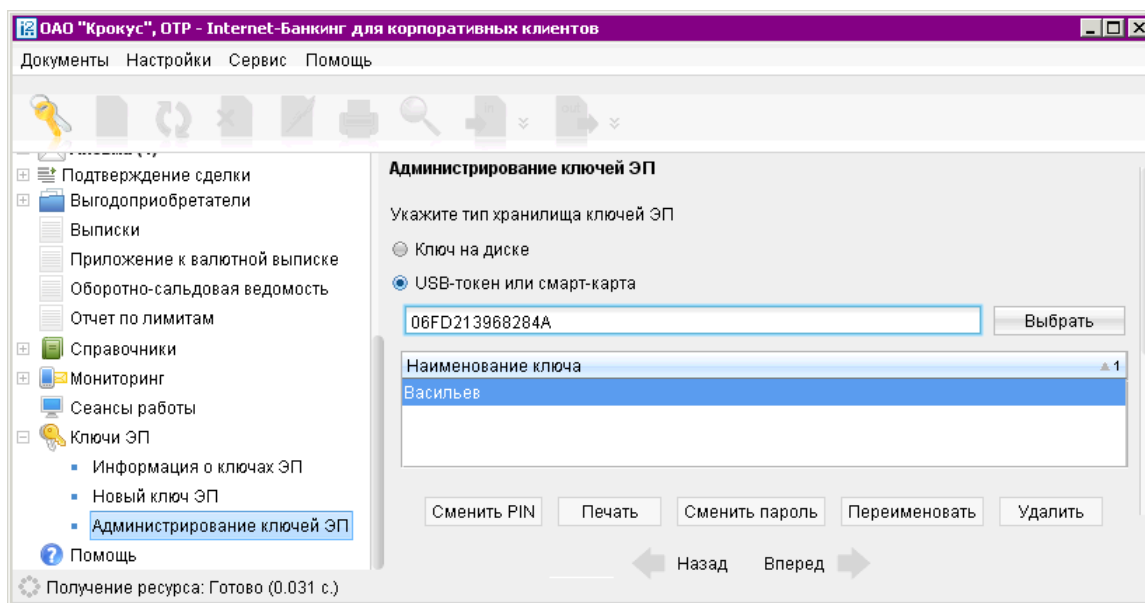 ОАО "Крокус", ОТР - Internet-Банкинг для корпоративных клиентов
Документы Настройки Сервис Помощь
in out
Подтверждение сделки
Выгодоприобретатели
Выписки
Приложение к валютной выписке
Оборотно-сальдовая ведомость
Отчет по лимитам
Справочники
Мониторинг
Сеансы работы
Ключи ЭП
Информация о ключах ЭП
Новый ключ ЭП
Администрирование ключей ЭП
Помощь
Администрирование ключей ЭП
Укажите тип хранилища ключей ЭП
Ключ на диске
USB-токен или смарт-карта
06FD213968284A Выбрать
Наименование ключа 1
Васильев
Сменить PIN Печать Сменить пароль Переименовать Удалить
Назад Вперед
Получение ресурса: Готово (0.031 с.)